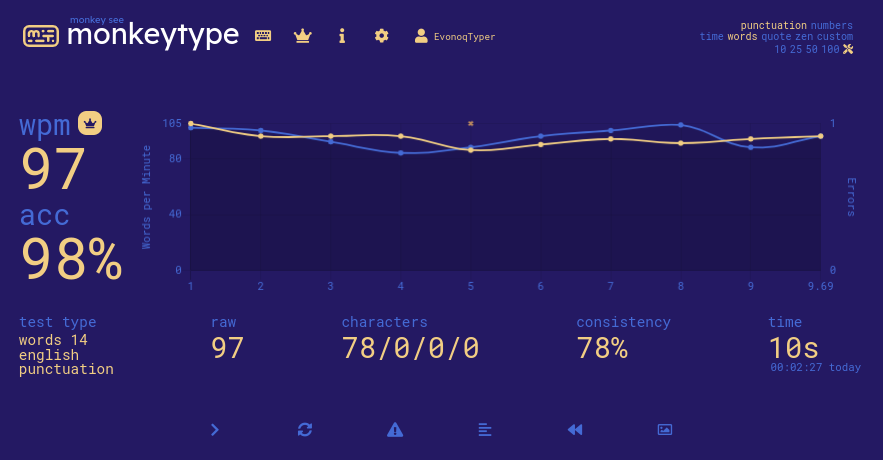 monkey see
monkeytype
EvonoqTyper
punctuation numbers
time words quote zen custom
10 25 50 100
wpm
97
acc
98%
105
80
40
0
Words per Minute
1 2 3 4 5 6 7 8 9 9.69
1
0
Errors
test type
words 14
english
punctuation
raw
97
characters
78/0/0/0
consistency
78%
time
10s
00:02:27 today